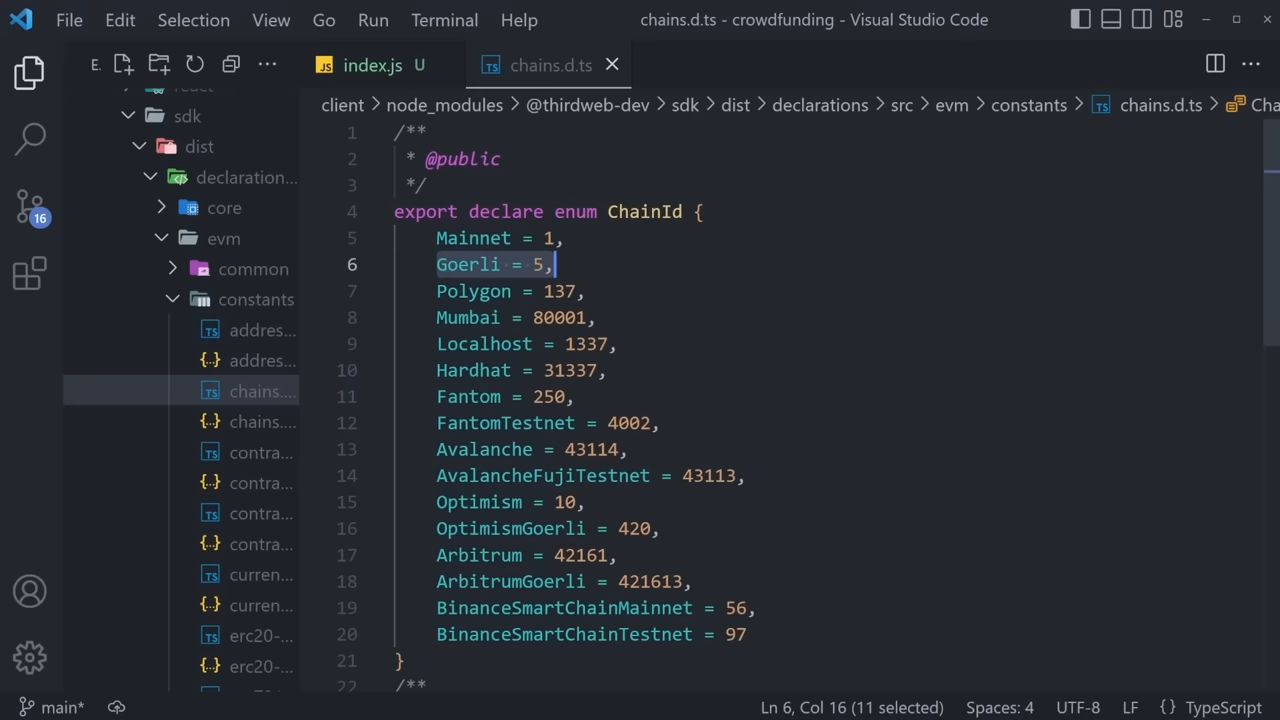 File Edit Selection View Go Run Terminal Help
chains.d.ts - crowdfunding - Visual Studio Code
E.
JS index.js U
TS chains.d.ts
client > node_modules > @thirdweb-dev > sdk > dist > declarations > src > evm > constants > TS chains.d.ts > Cha
react
sdk
dist
declaration...
core
evm
common
constants
TS addres...
{..} addres...
TS chains....
{..} chains....
TS contra...
{..} contra...
TS contra...
{..} contra...
TS curren...
{..} curren...
TS erc20-...
{..} erc20-...
16
1 /**
2 * @public
3 */
4 export declare enum ChainId {
5 Mainnet = 1,
6 Goerli = 5,
7 Polygon = 137,
8 Mumbai = 80001,
9 Localhost = 1337,
10 Hardhat = 31337,
11 Fantom = 250,
12 FantomTestnet = 4002,
13 Avalanche = 43114,
14 AvalancheFujiTestnet = 43113,
15 Optimism = 10,
16 OptimismGoerli = 420,
17 Arbitrum = 42161,
18 ArbitrumGoerli = 421613,
19 BinanceSmartChainMainnet = 56,
20 BinanceSmartChainTestnet = 97
21 }
22 /**
main*
Ln 6, Col 16 (11 selected) Spaces: 4 UTF-8 LF {} TypeScript